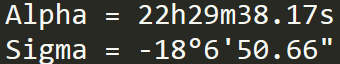 Alpha = 22h29m38.17s
Sigma = -18°6'50.66"